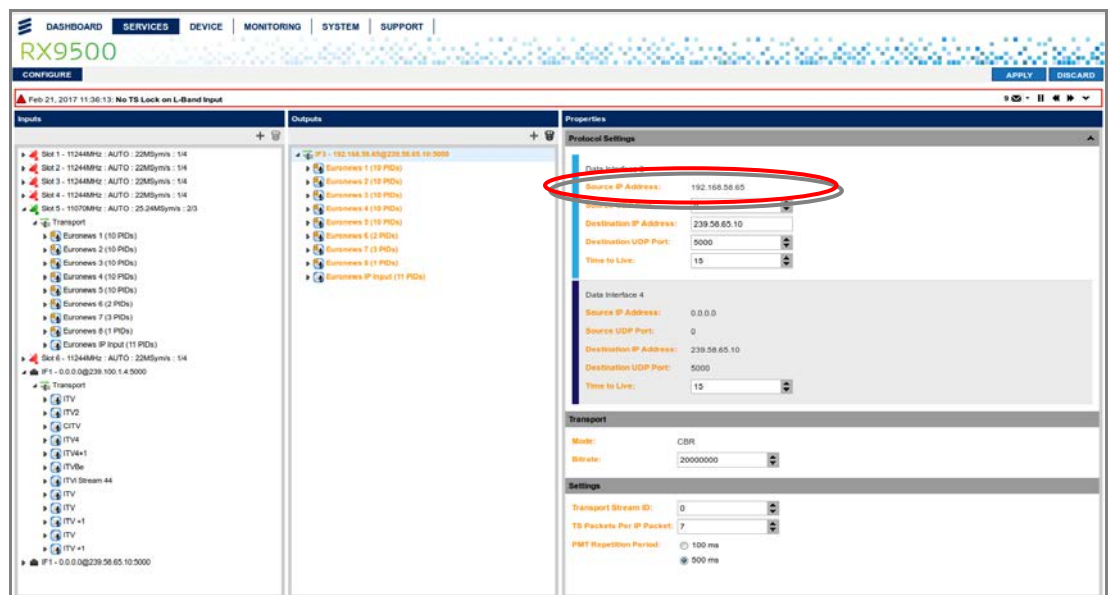 DASHBOARD SERVICES DEVICE MONITORING SYSTEM SUPPORT
RX9500
CONFIGURE APPLY DISCARD
Feb 21, 2017 11:36:13: No TS Lock on L-Band Input 9
Inputs
Slot 1 - 11244MHz : AUTO : 22MSym/s : 1/4
Slot 2 - 11244MHz : AUTO : 22MSym/s : 1/4
Slot 3 - 11244MHz : AUTO : 22MSym/s : 1/4
Slot 4 - 11244MHz : AUTO : 22MSym/s : 1/4
Slot 5 - 11070MHz : AUTO : 25.24MSym/s : 2/3
Transport
Euronews 1 (10 PIDs)
Euronews 2 (10 PIDs)
Euronews 3 (10 PIDs)
Euronews 4 (10 PIDs)
Euronews 5 (10 PIDs)
Euronews 6 (2 PIDs)
Euronews 7 (3 PIDs)
Euronews 8 (1 PIDs)
Euronews IP Input (11 PIDs)
Slot 6 - 11244MHz : AUTO : 22MSym/s : 1/4
IF1 - 0.0.0.0@239.100.1.4:5000
Transport
ITV
ITV2
CITV
ITV4
ITV4+1
ITVBe
ITVi Stream 44
ITV
ITV
ITV +1
ITV
ITV +1
IF1 - 0.0.0.0@239.58.65.10:5000
Outputs
IF3 - 192.168.58.65@239.58.65.10:5000
Euronews 1 (10 PIDs)
Euronews 2 (10 PIDs)
Euronews 3 (10 PIDs)
Euronews 4 (10 PIDs)
Euronews 5 (10 PIDs)
Euronews 6 (2 PIDs)
Euronews 7 (3 PIDs)
Euronews 8 (1 PIDs)
Euronews IP Input (11 PIDs)
Properties
Protocol Settings
Data Interface
Source IP Address: 192.168.58.65
Destination IP Address: 239.58.65.10
Destination UDP Port: 5000
Time to Live: 15
Data Interface 4
Source IP Address: 0.0.0.0
Source UDP Port: 0
Destination IP Address: 239.58.65.10
Destination UDP Port: 5000
Time to Live: 15
Transport
Mode: CBR
Bitrate: 20000000
Settings
Transport Stream ID: 0
TS Packets Per IP Packet: 7
PMT Repetition Period: 100 ms
500 ms